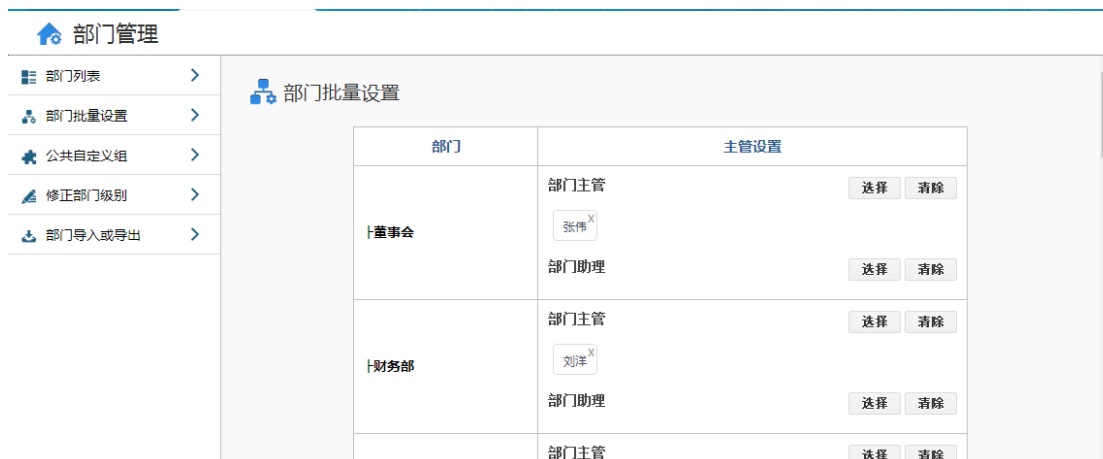 部门管理
部门列表
部门批量设置
公共自定义组
修正部门级别
部门导入或导出
部门批量设置
部门 主管设置
├董事会
部门主管 选择 清除
张伟X
部门助理 选择 清除
├财务部
部门主管 选择 清除
刘洋X
部门助理 选择 清除
部门主管 选择 清除